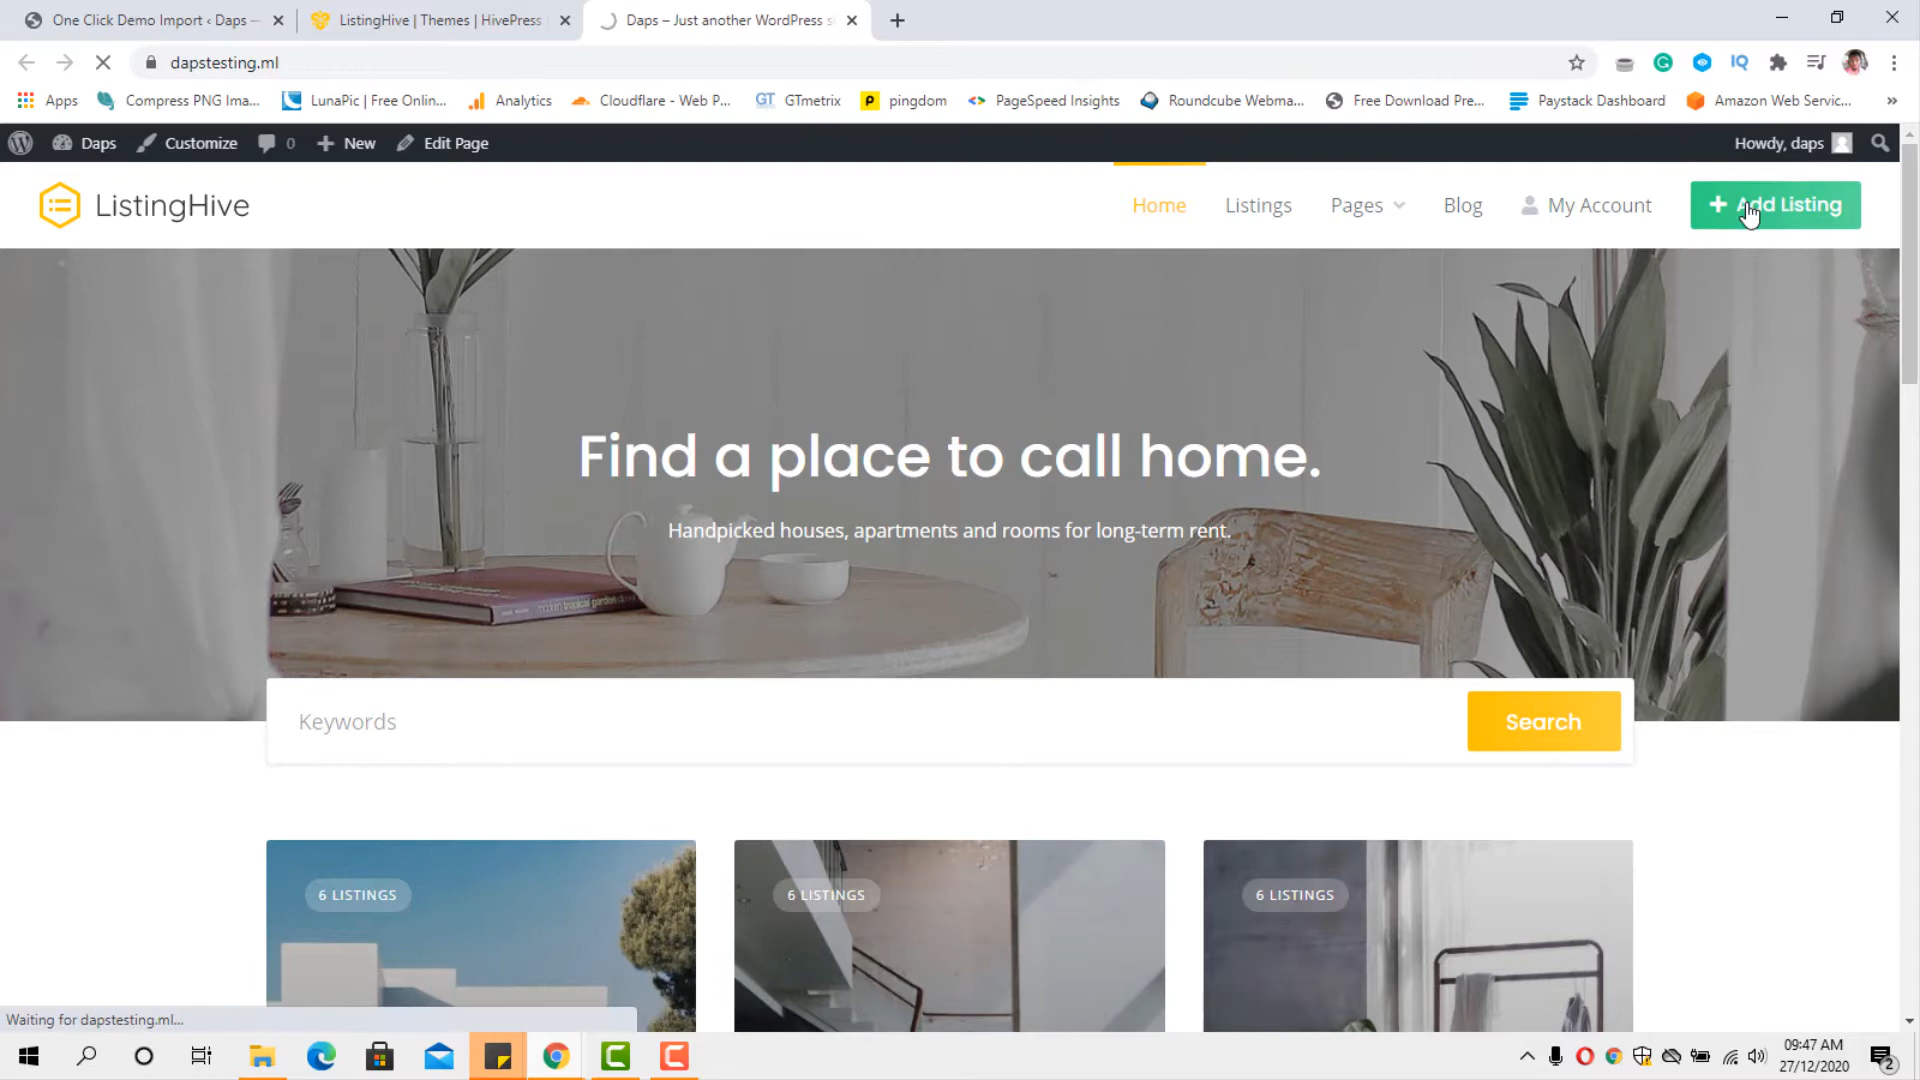 One Click Demo Import ‹ Daps —
ListingHive | Themes | HivePress
Daps – Just another WordPress s
dapstesting.ml
Apps
Compress PNG Ima...
LunaPic | Free Onlin...
Analytics
Cloudflare - Web P...
GT GTmetrix
pingdom
PageSpeed Insights
Roundcube Webma...
Free Download Pre...
Paystack Dashboard
Amazon Web Servic...
Daps
Customize
0
New
Edit Page
Howdy, daps
ListingHive
Home
Listings
Pages
Blog
My Account
+ Add Listing
Find a place to call home.
Handpicked houses, apartments and rooms for long-term rent.
Keywords
Search
6 LISTINGS
6 LISTINGS
6 LISTINGS
Waiting for dapstesting.ml...
09:47 AM
27/12/2020
2